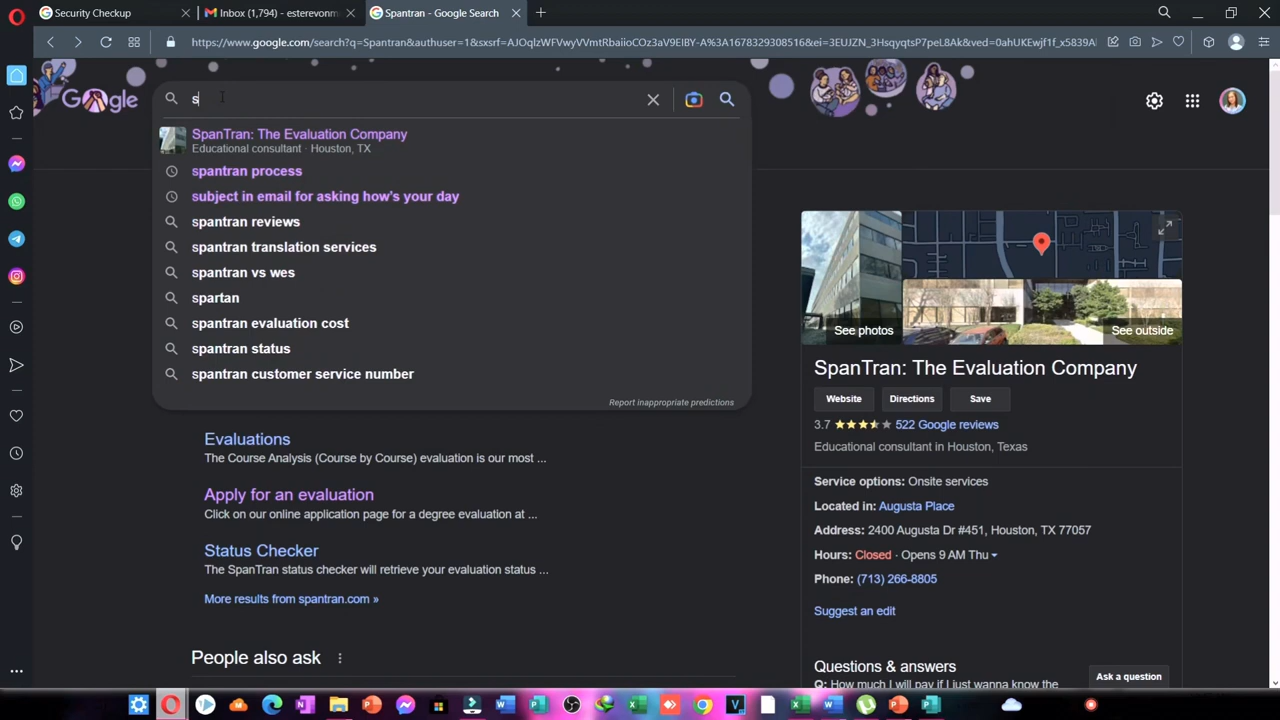 Security Checkup
Inbox (1,794) - esterevonm
Spantran - Google Search
https://www.google.com/search?q=Spantran&authuser=1&sxsrf=AJOqlzWFVwyVVmtRbaiioCOz3aV9EIBY-A%3A1678329308516&ei=3EUJZN_3HsqyqtsP7peL8Ak&ved=0ahUKEwjf1f_x5839Al
Google
s
SpanTran: The Evaluation Company
Educational consultant · Houston, TX
spantran process
subject in email for asking how's your day
spantran reviews
spantran translation services
spantran vs wes
spartan
spantran evaluation cost
spantran status
spantran customer service number
Report inappropriate predictions
Evaluations
The Course Analysis (Course by Course) evaluation is our most ...
Apply for an evaluation
Click on our online application page for a degree evaluation at ...
Status Checker
The SpanTran status checker will retrieve your evaluation status ...
More results from spantran.com »
People also ask
See photos
See outside
SpanTran: The Evaluation Company
Website
Directions
Save
3.7
522 Google reviews
Educational consultant in Houston, Texas
Service options: Onsite services
Located in: Augusta Place
Address: 2400 Augusta Dr #451, Houston, TX 77057
Hours: Closed · Opens 9 AM Thu
Phone: (713) 266-8805
Suggest an edit
Questions & answers
Q: How much I will pay if I just wanna know the
Ask a question